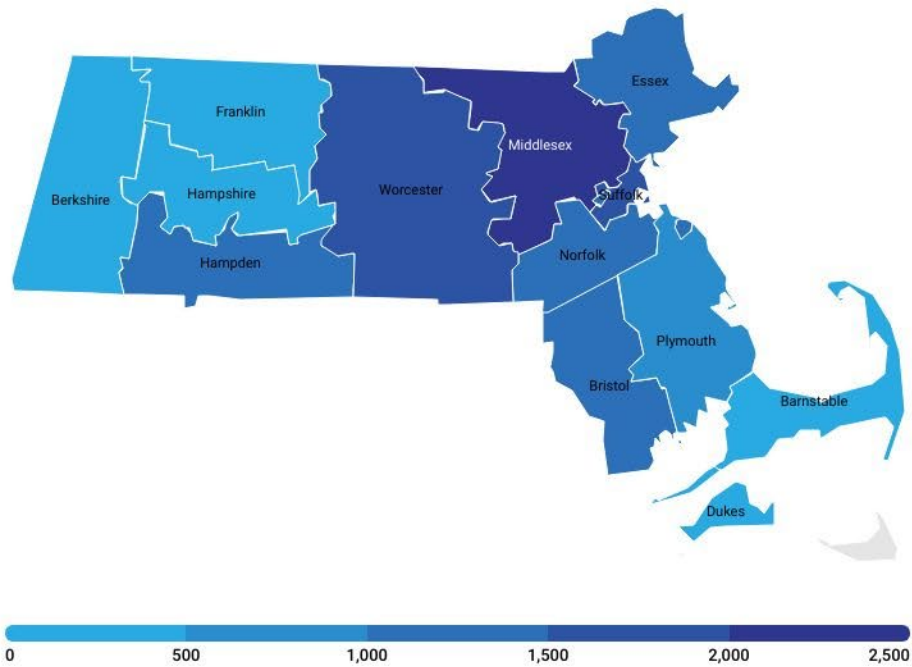 Essex
Franklin
Middlesex
Worcester
Hampshire
Suffolk
Berkshire
Norfolk
Hampden
Plymouth
Bristol
Barnstable
Dukes
0 500 1,000 1,500 2,000 2,500